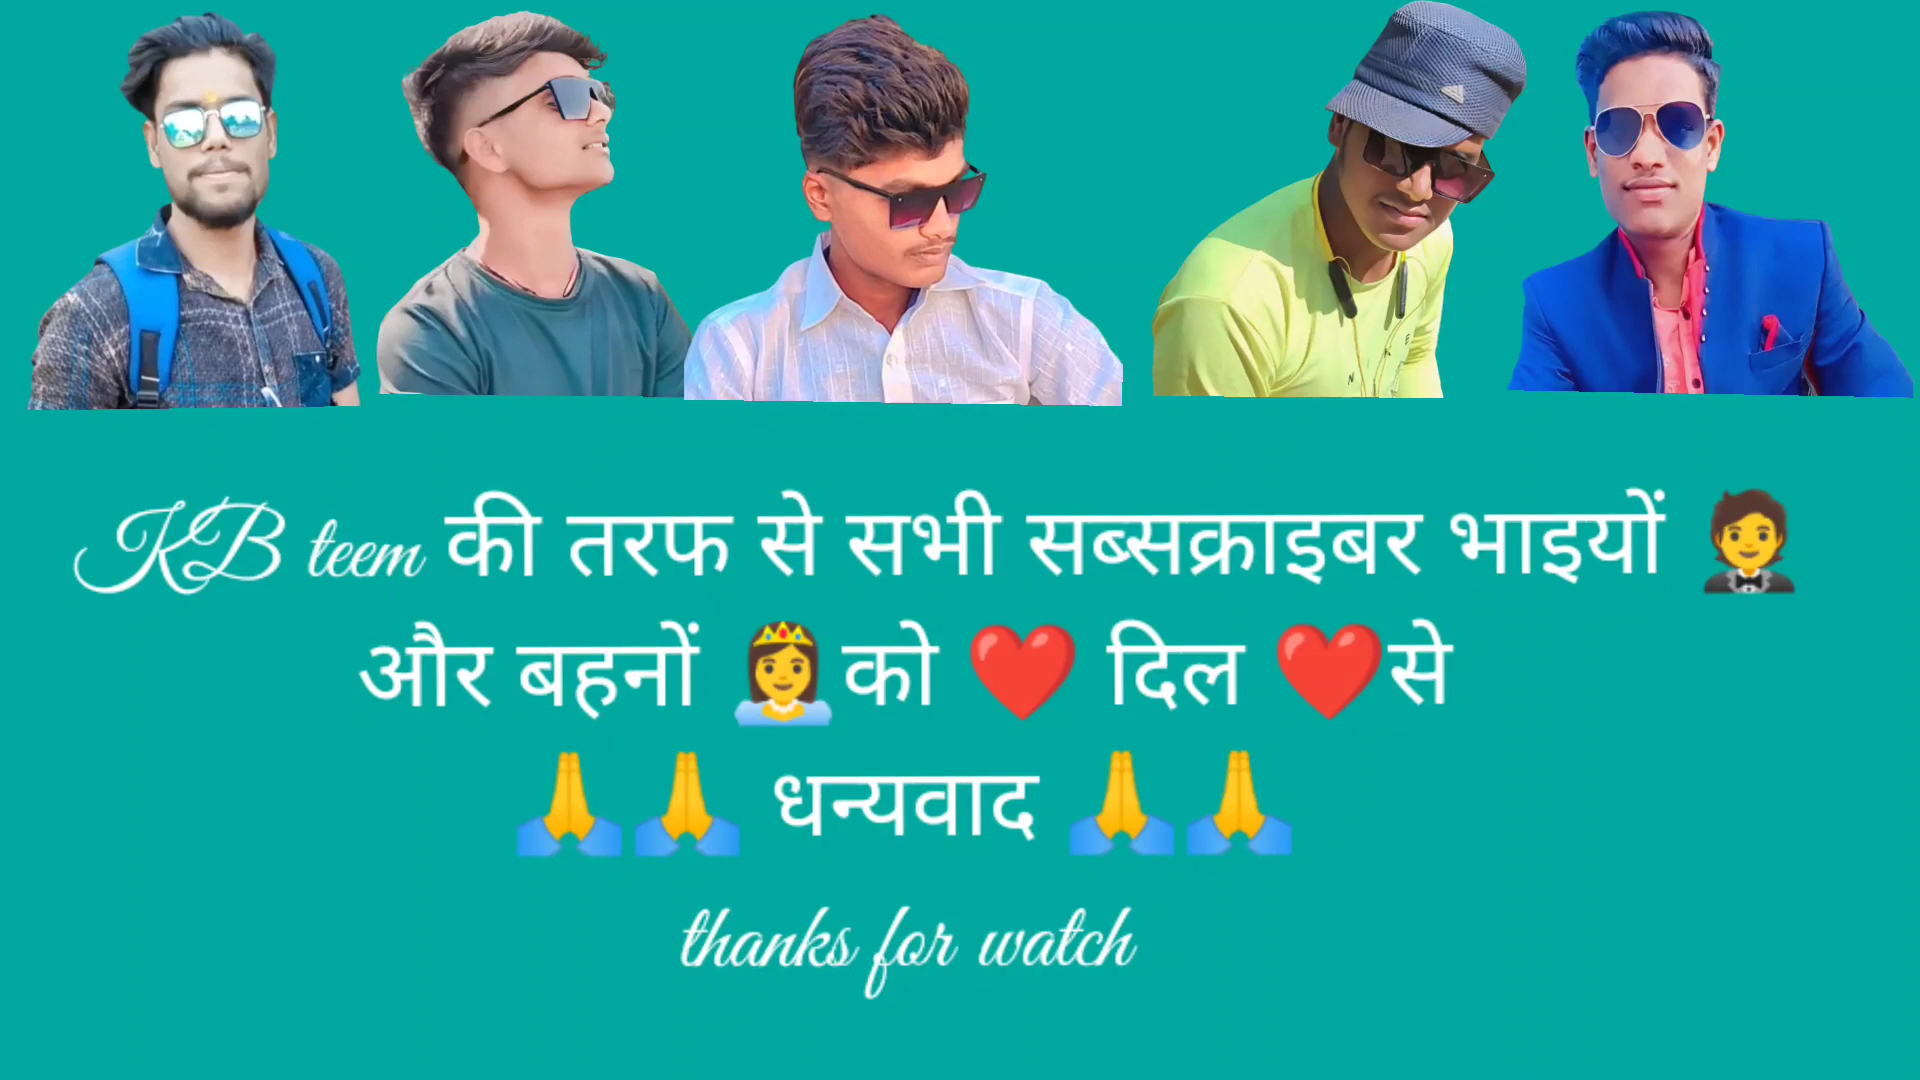 KB teem की तरफ से सभी सब्सक्राइबर भाइयों 🤵
और बहनों 👸को ❤️ दिल ❤️से
🙏🙏 धन्यवाद 🙏🙏
thanks for watch